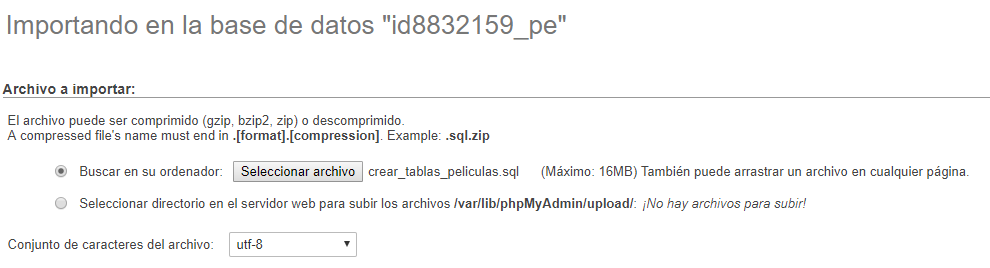 Importando en la base de datos "id8832159_pe"
Archivo a importar:
El archivo puede ser comprimido (gzip, bzip2, zip) o descomprimido.
A compressed file's name must end in .[format].[compression]. Example: .sql.zip
Buscar en su ordenador: Seleccionar archivo crear_tablas_peliculas.sql (Máximo: 16MB) También puede arrastrar un archivo en cualquier página.
Seleccionar directorio en el servidor web para subir los archivos /var/lib/phpMyAdmin/upload/: ¡No hay archivos para subir!
Conjunto de caracteres del archivo: utf-8